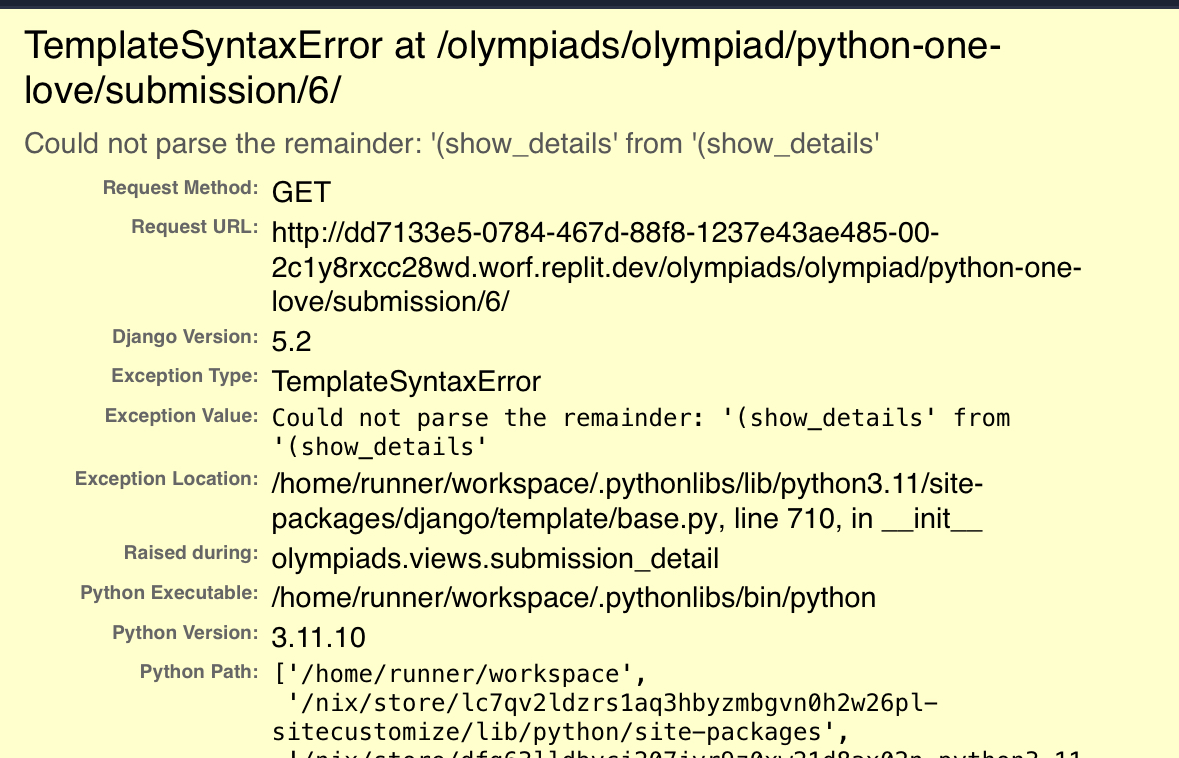 TemplateSyntaxError at /olympiads/olympiad/python-one-
love/submission/6/
Could not parse the remainder: '(show_details' from '(show_details'
Request Method: GET
Request URL: http://dd7133e5-0784-467d-88f8-1237e43ae485-00-
2c1y8rxcc28wd.worf.replit.dev/olympiads/olympiad/python-one-
love/submission/6/
Django Version: 5.2
Exception Type: TemplateSyntaxError
Exception Value: Could not parse the remainder: '(show_details' from
'(show_details'
Exception Location: /home/runner/workspace/.pythonlibs/lib/python3.11/site-
packages/django/template/base.py, line 710, in __init__
Raised during: olympiads.views.submission_detail
Python Executable: /home/runner/workspace/.pythonlibs/bin/python
Python Version: 3.11.10
Python Path: ['/home/runner/workspace',
'/nix/store/lc7qv2ldzrs1aq3hbyzmbgvn0h2w26pl-
sitecustomize/lib/python/site-packages',